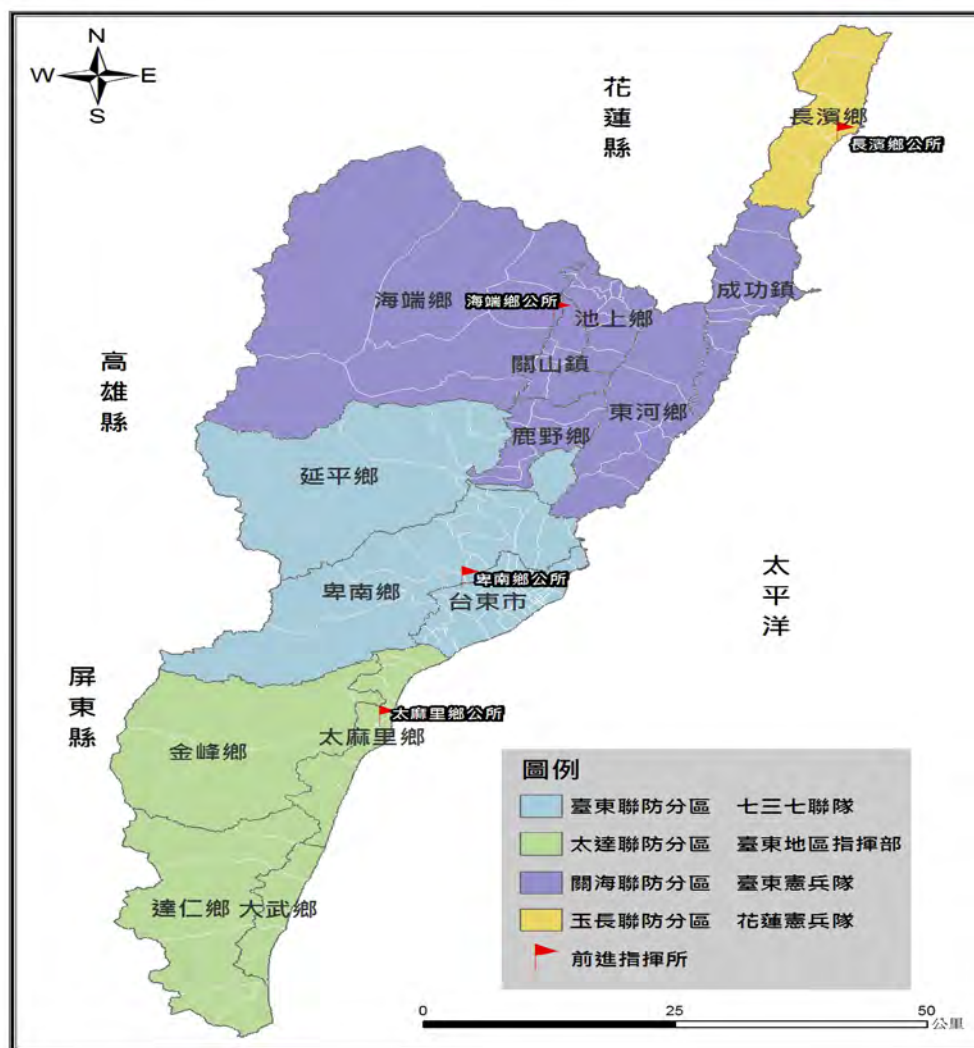 N
W E
S
花蓮縣
長濱鄉
長濱鄉公所
成功鎮
海端鄉
海端鄉公所
池上鄉
關山鎮
高雄縣
東河鄉
鹿野鄉
延平鄉
太平洋
卑南鄉公所
卑南鄉
台東市
屏東縣
太麻里鄉公所
太麻里鄉
金峰鄉
達仁鄉
大武鄉
圖例
臺東聯防分區 七三七聯隊
太達聯防分區 臺東地區指揮部
關海聯防分區 臺東憲兵隊
玉長聯防分區 花蓮憲兵隊
前進指揮所
0 25 50
公里